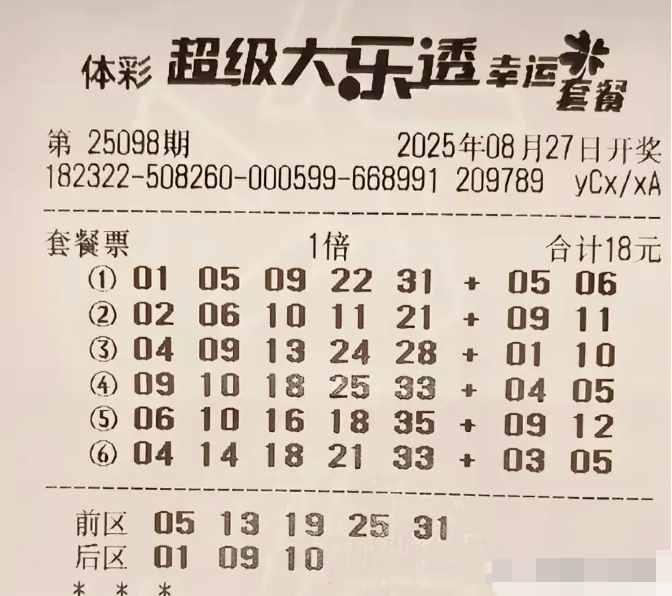 体彩 超级大乐透 幸运套餐
第 25098期 2025年08月27日开奖
182322-508260-000599-668991 209789 yCx/xA
套餐票 1倍 合计18元
① 01 05 09 22 31 + 05 06
② 02 06 10 11 21 + 09 11
③ 04 09 13 24 28 + 01 10
④ 09 10 18 25 33 + 04 05
⑤ 06 10 16 18 35 + 09 12
⑥ 04 14 18 21 33 + 03 05
前区 05 13 19 25 31
后区 01 09 10
* * *